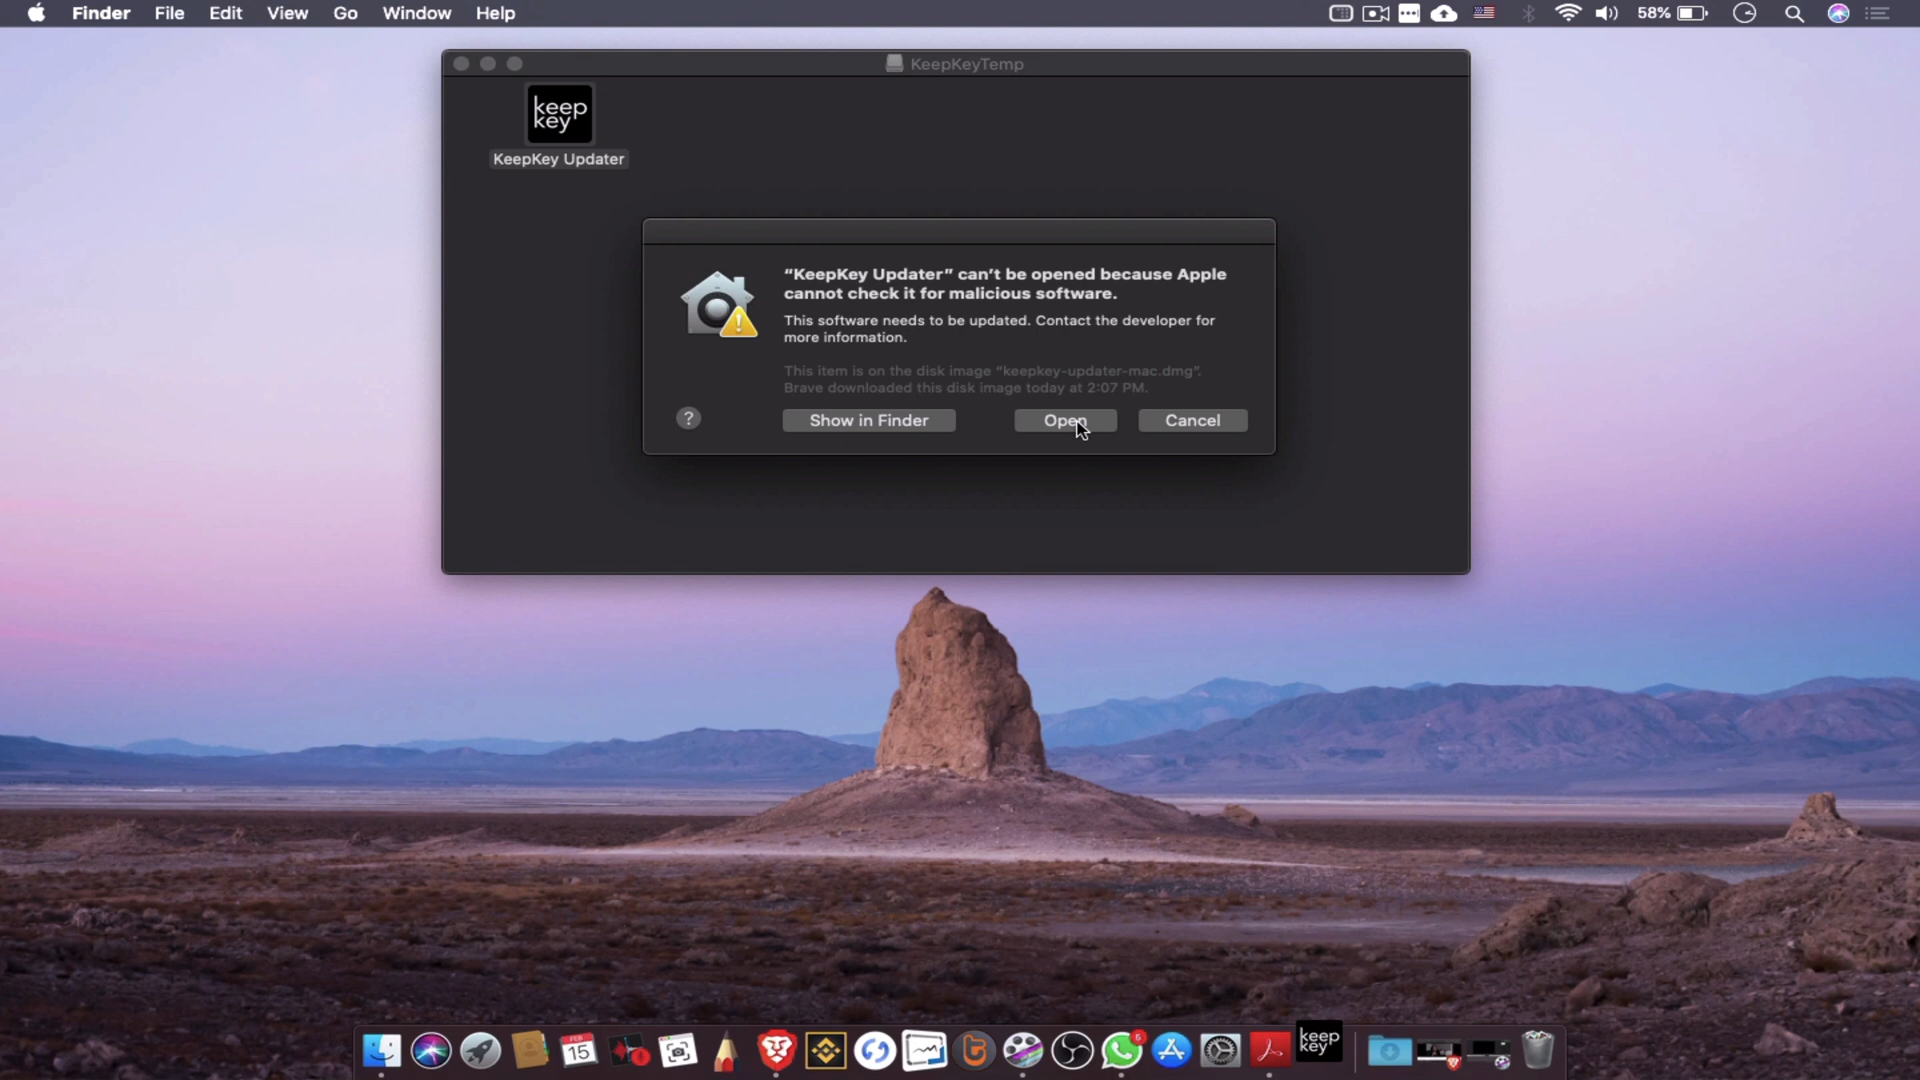 Finder File Edit View Go Window Help
58%
KeepKeyTemp
keep
key
KeepKey Updater
“KeepKey Updater” can’t be opened because Apple
cannot check it for malicious software.
This software needs to be updated. Contact the developer for
more information.
This item is on the disk image “keepkey-updater-mac.dmg”.
Brave downloaded this disk image today at 2:07 PM.
? Show in Finder Open Cancel
FEB
15
5
keep
key